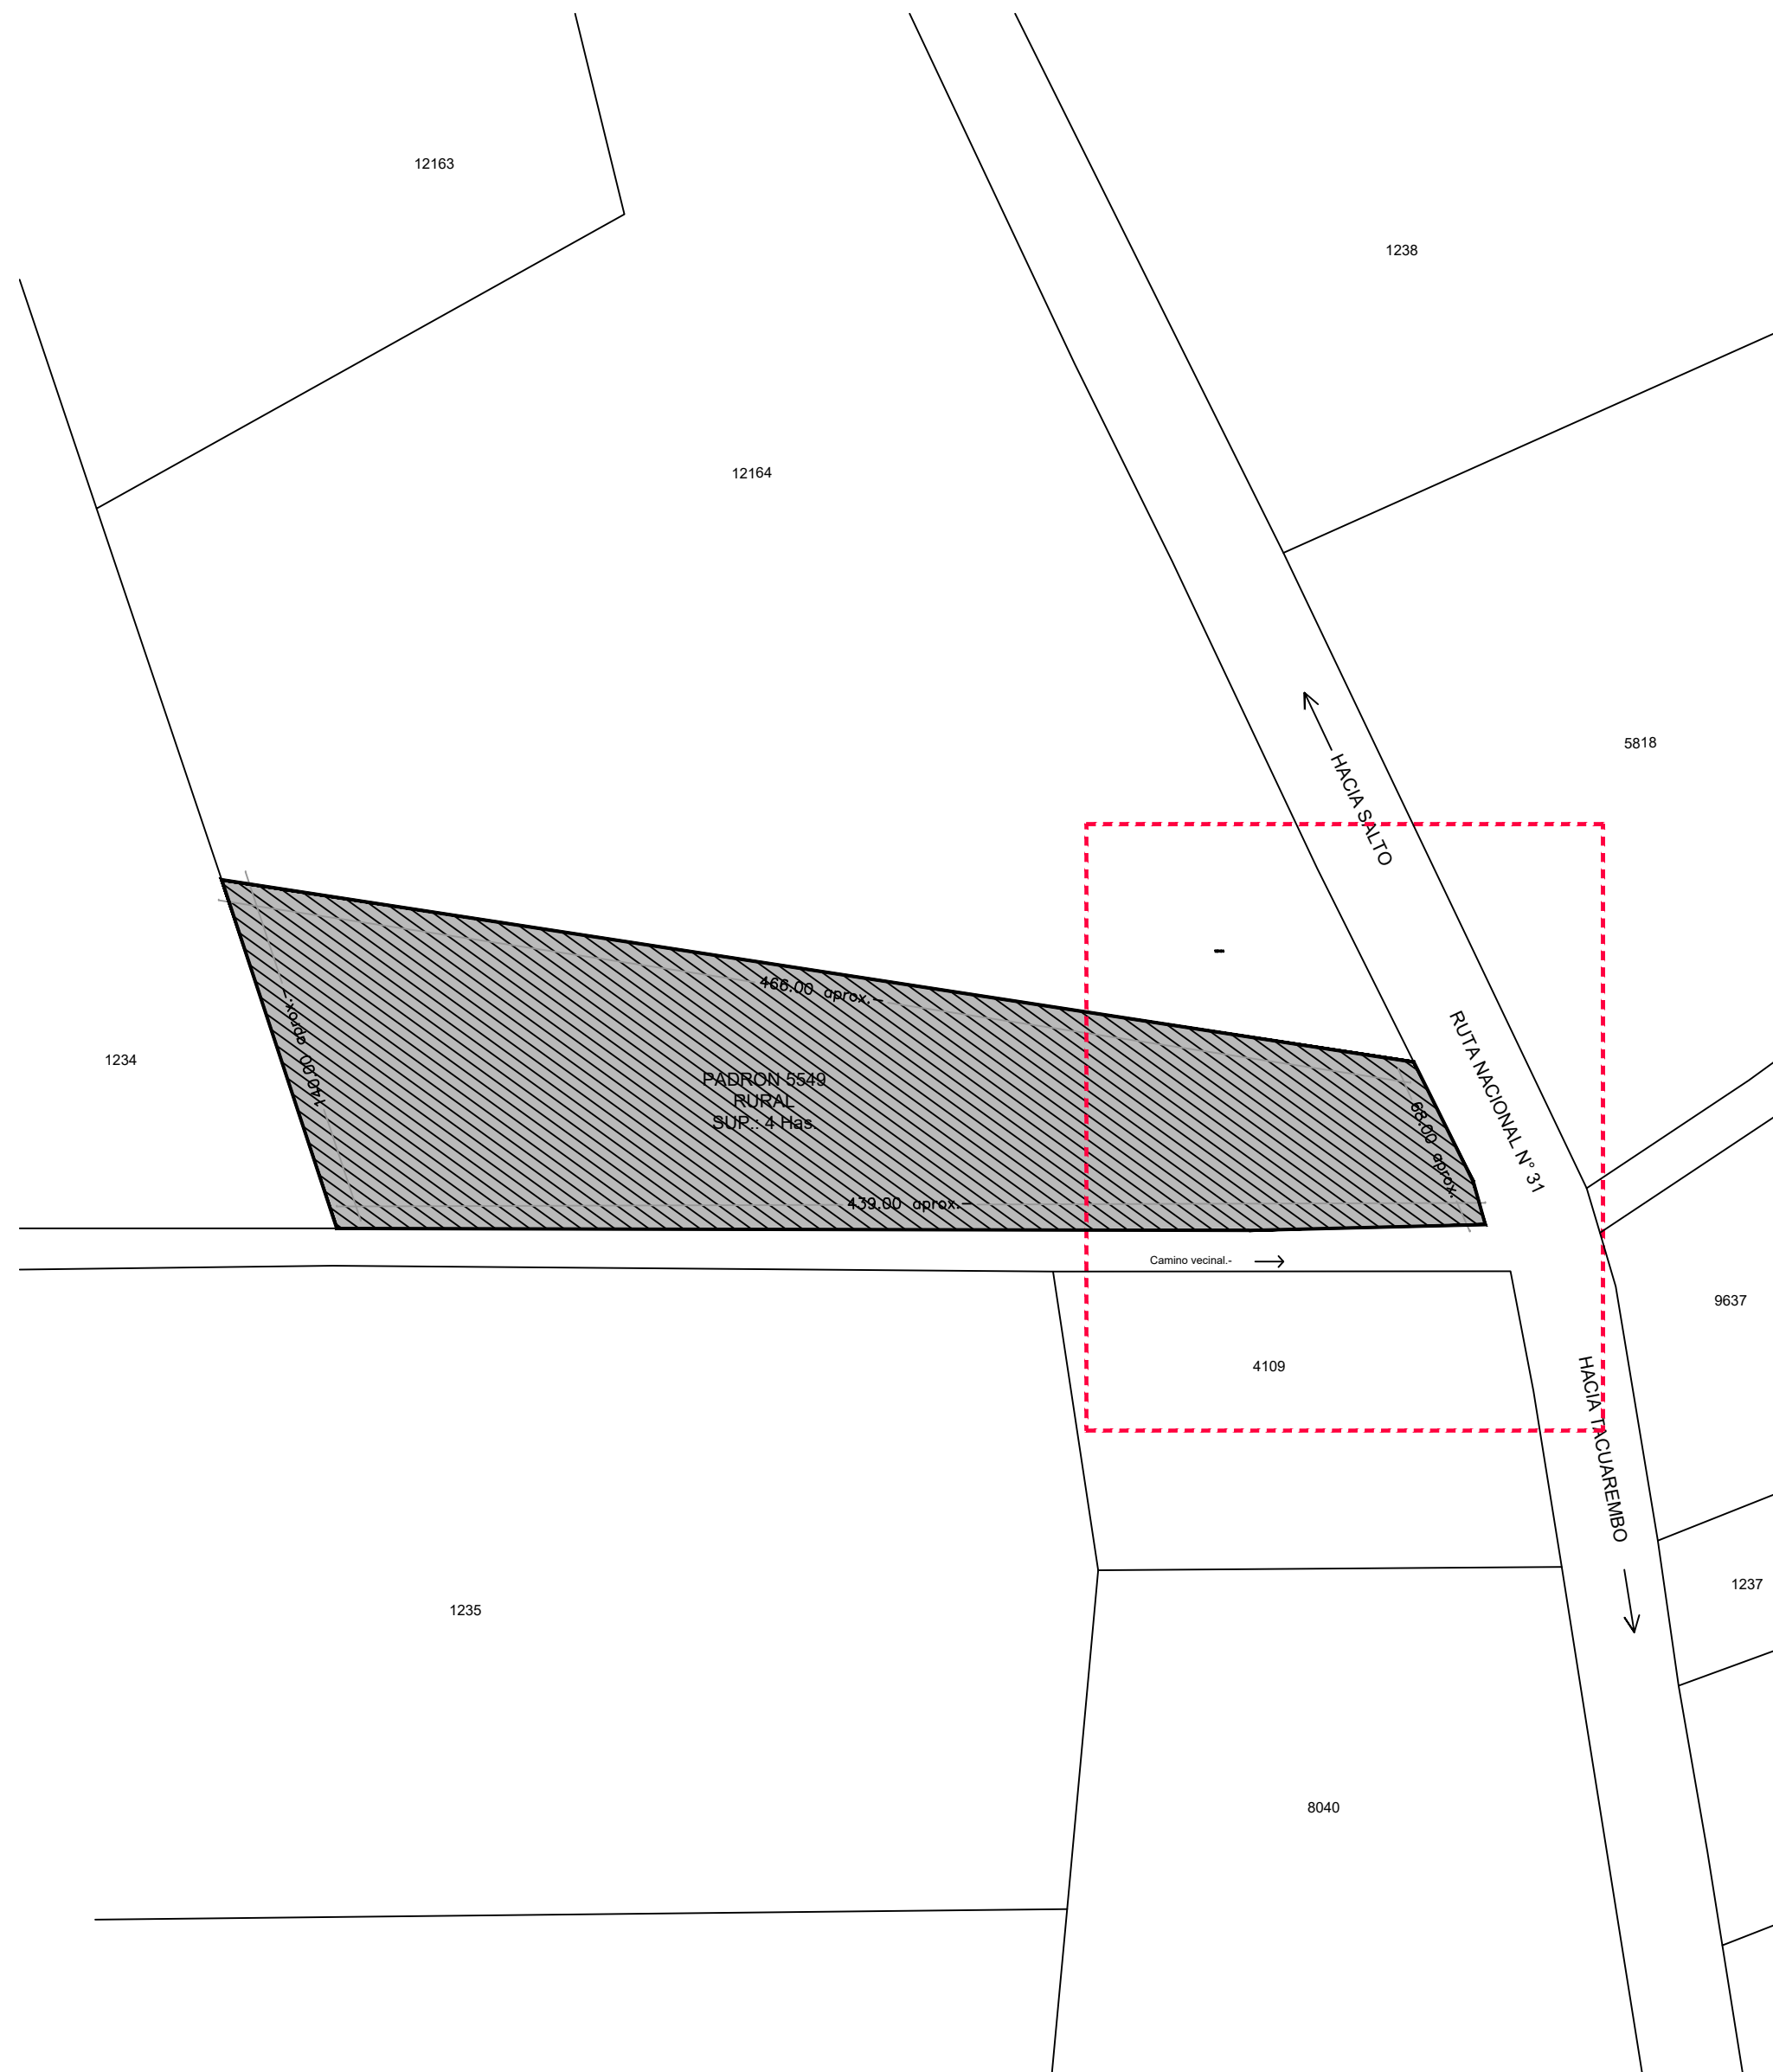 12163
1238
12164
5818
HACIA SALTO
466.00 aprox.-
140.00 aprox.-
RUTA NACIONAL N° 31
1234
PADRON 5549
RURAL
SUP.: 4 Has.
68.00 aprox.
439.00 aprox.-
Camino vecinal.-
9637
4109
HACIA TACUAREMBO
1237
1235
8040